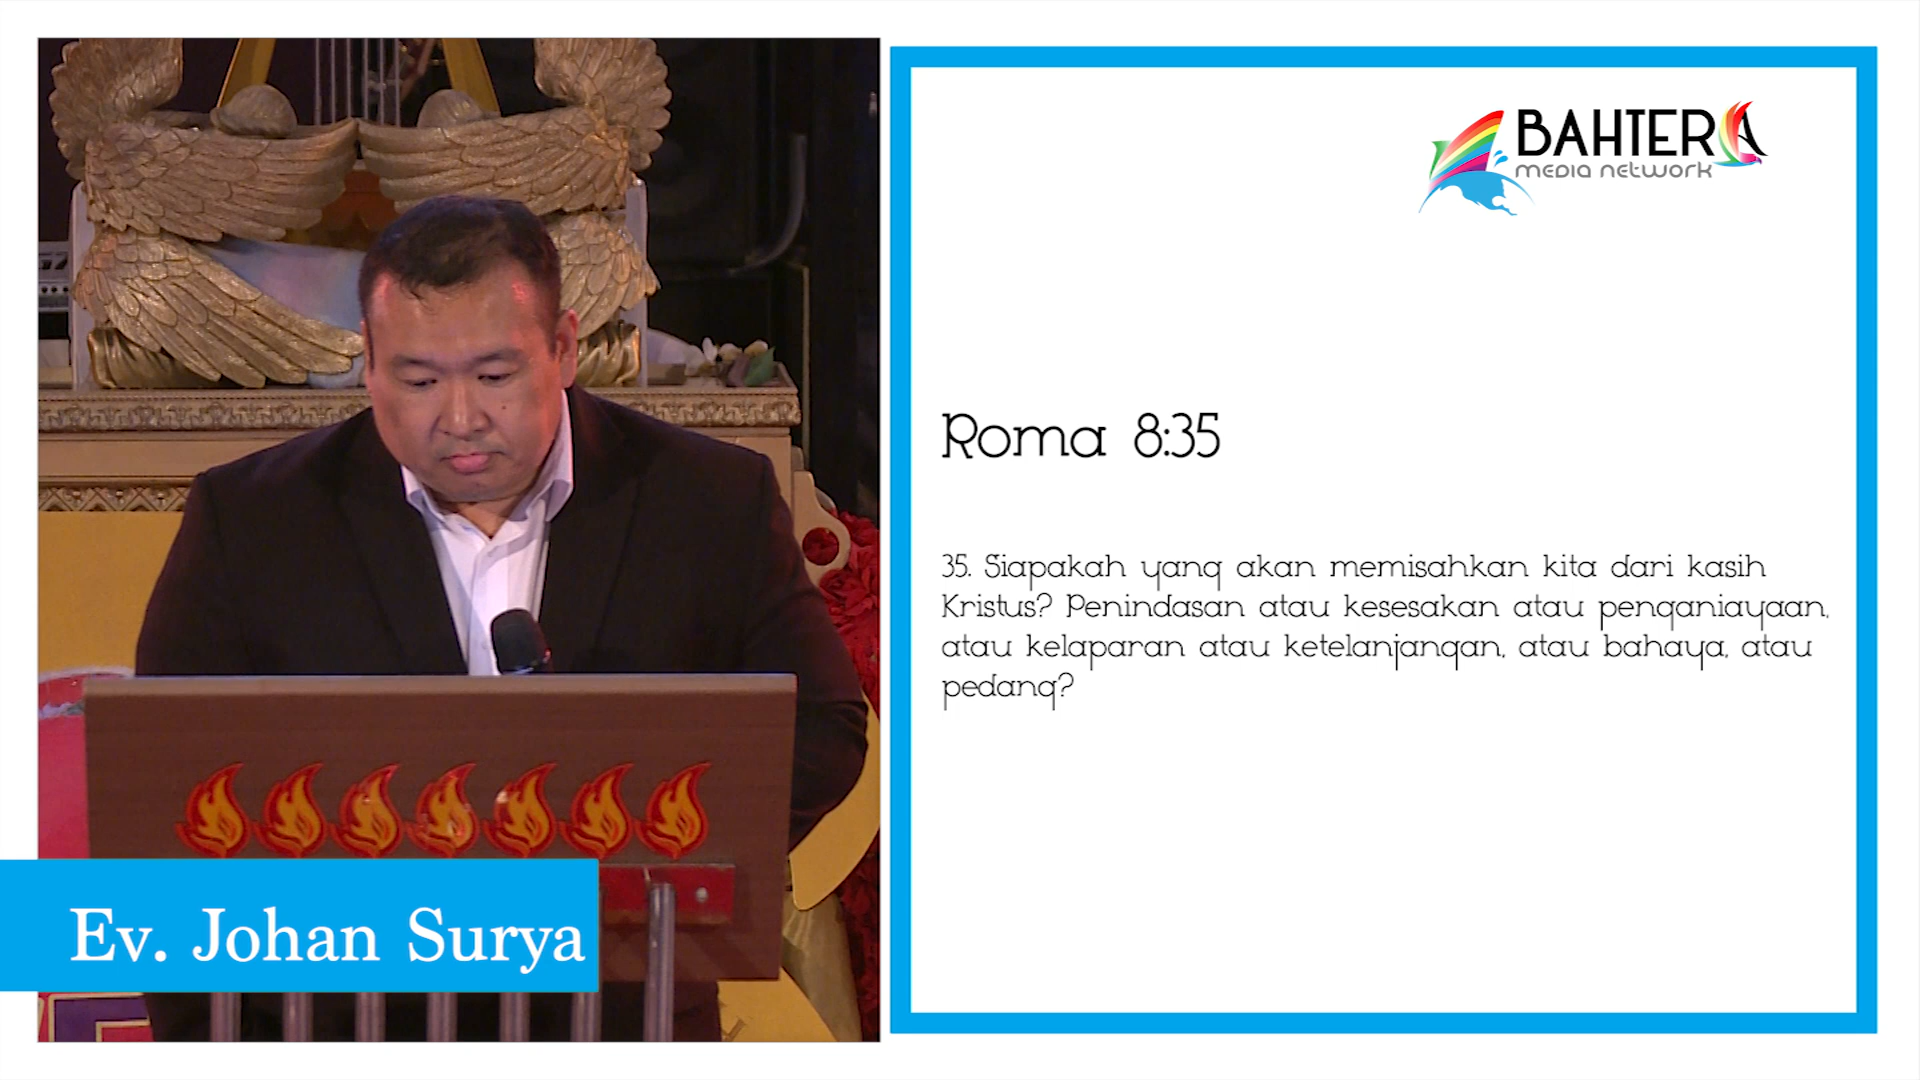 BAHTERA
MEDIA NETWORK
Roma 8:35
35. Siapakah yang akan memisahkan kita dari kasih
Kristus? Penindasan atau kesesakan atau penganiayaan,
atau kelaparan atau ketelanjangan, atau bahaya, atau
pedang?
Ev. Johan Surya